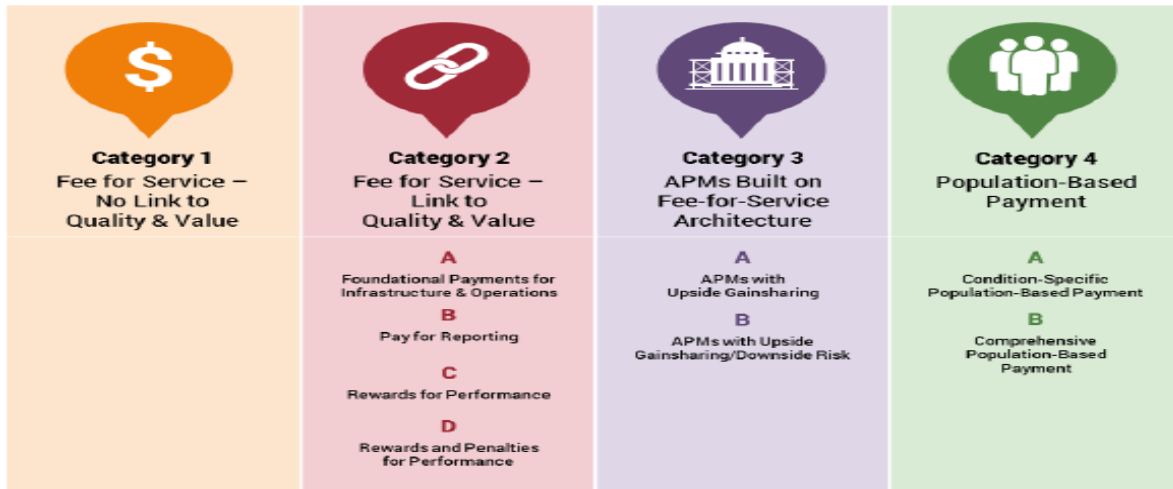 $
Category 1
Fee for Service –
No Link to
Quality & Value
Category 2
Fee for Service –
Link to
Quality & Value
A
Foundational Payments for
Infrastructure & Operations
B
Pay for Reporting
C
Rewards for Performance
D
Rewards and Penalties
for Performance
Category 3
APMs Built on
Fee-for-Service
Architecture
A
APMs with
Upside Gainsharing
B
APMs with Upside
Gainsharing/Downside Risk
Category 4
Population-Based
Payment
A
Condition-Specific
Population-Based Payment
B
Comprehensive
Population-Based
Payment